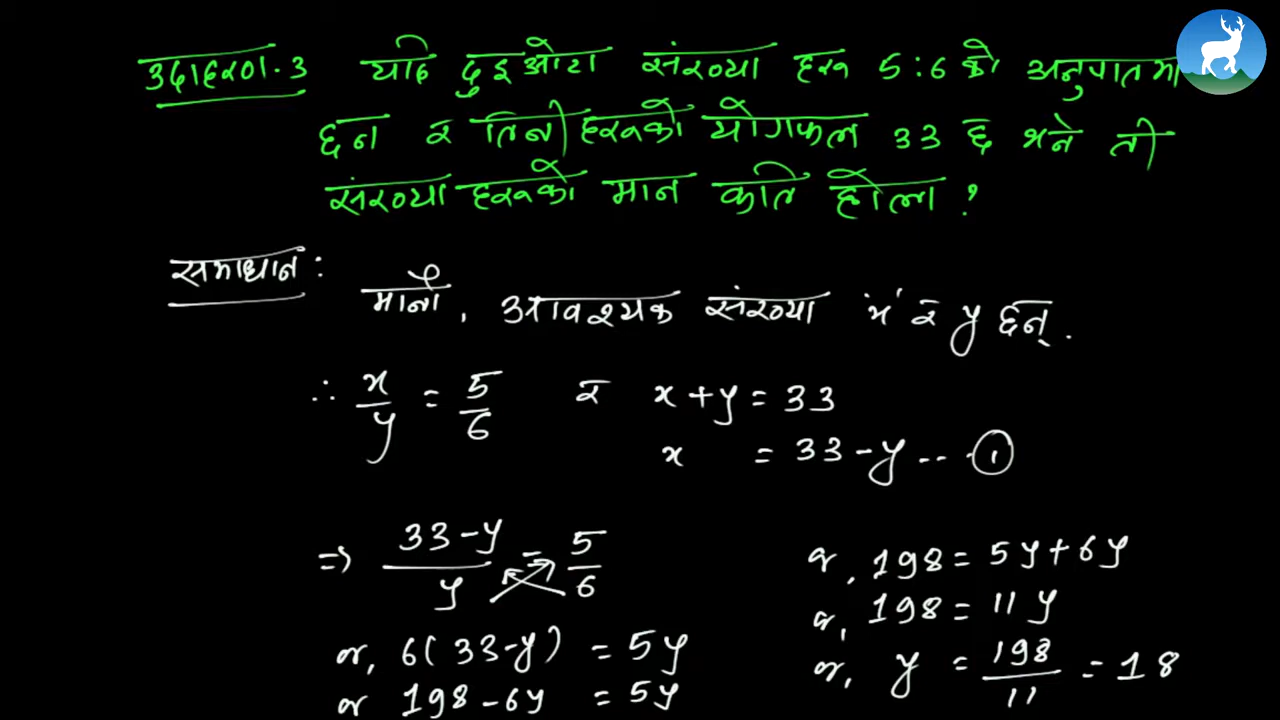 उदाहरण.3 यदि दुइओटा संख्या हरू 5:6 को अनुपातमा
छन र तिनीहरूको योगफल 33 छ भने ती
संख्याहरूको मान कति होला ?
समाधान :
मानौं, आवश्यक संख्या 'x' र y छन्.
∴ x/y = 5/6 र x + y = 33
x = 33 - y -- - ①
=> (33 - y)/y = 5/6
or, 6(33-y) = 5y
or 198 - 6y = 5y
or, 198 = 5y + 6y
or, 198 = 11y
or, y = 198/11 = 18